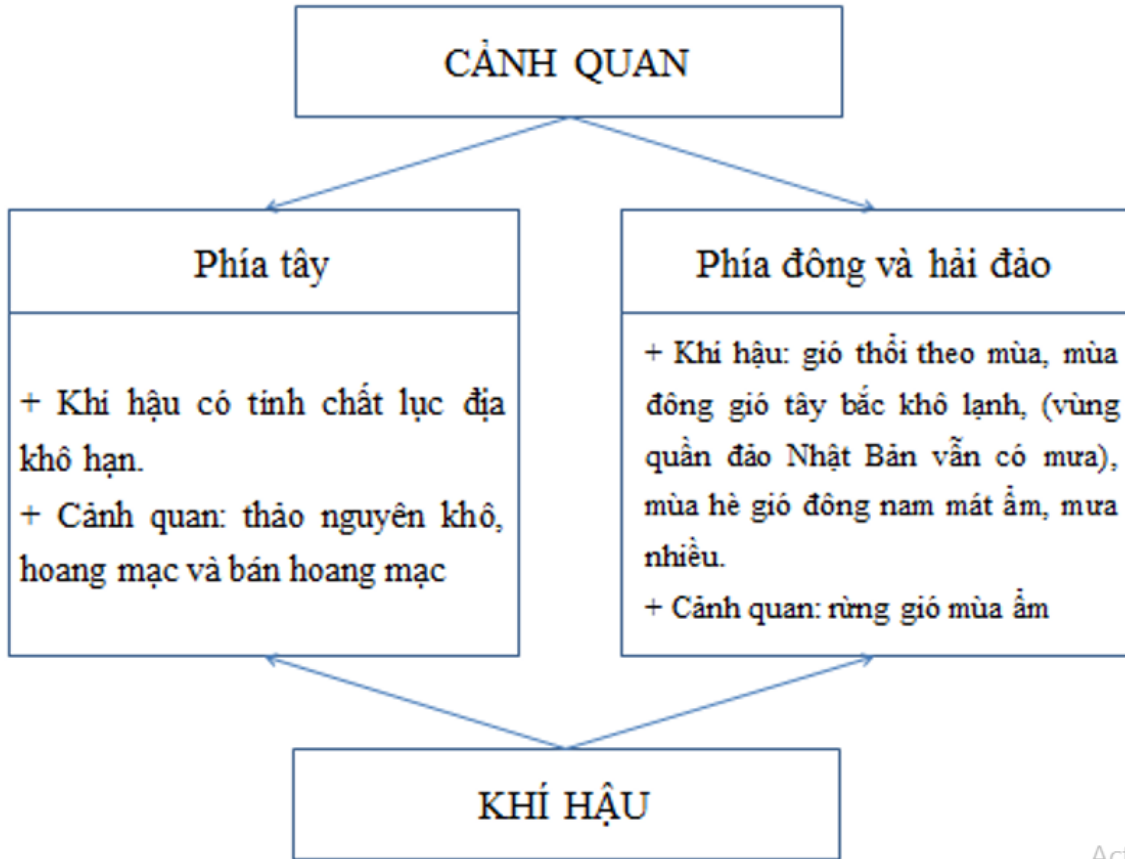 CẢNH QUAN
Phía tây
+ Khí hậu có tính chất lục địa
khô hạn.
+ Cảnh quan: thảo nguyên khô,
hoang mạc và bán hoang mạc
Phía đông và hải đảo
+ Khí hậu: gió thổi theo mùa, mùa
đông gió tây bắc khô lạnh, (vùng
quần đảo Nhật Bản vẫn có mưa),
mùa hè gió đông nam mát ẩm, mưa
nhiều.
+ Cảnh quan: rừng gió mùa ẩm
KHÍ HẬU